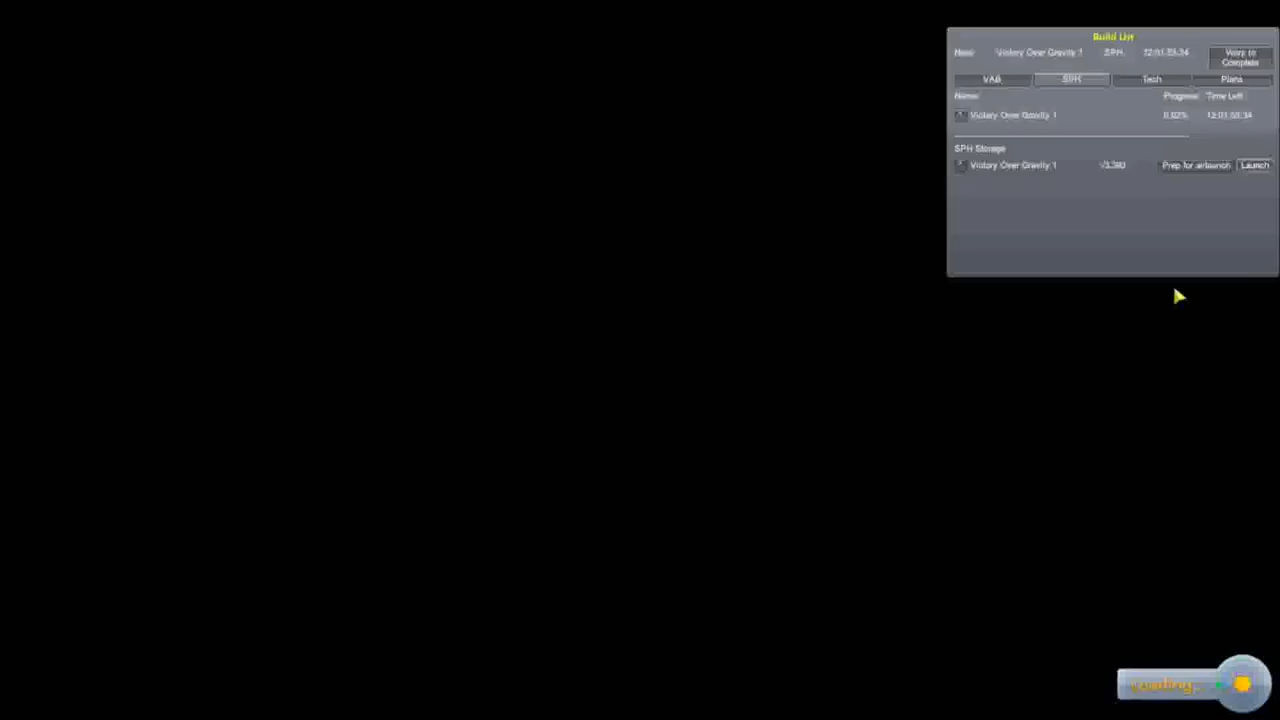 Build List
Next: Victory Over Gravity 1 SPH Warp to
Complete
VAB SPH Tech Plans
Name: Progress: Time Left:
Victory Over Gravity 1
SPH Storage
Victory Over Gravity 1 Prep for airlaunch Launch
Loading...